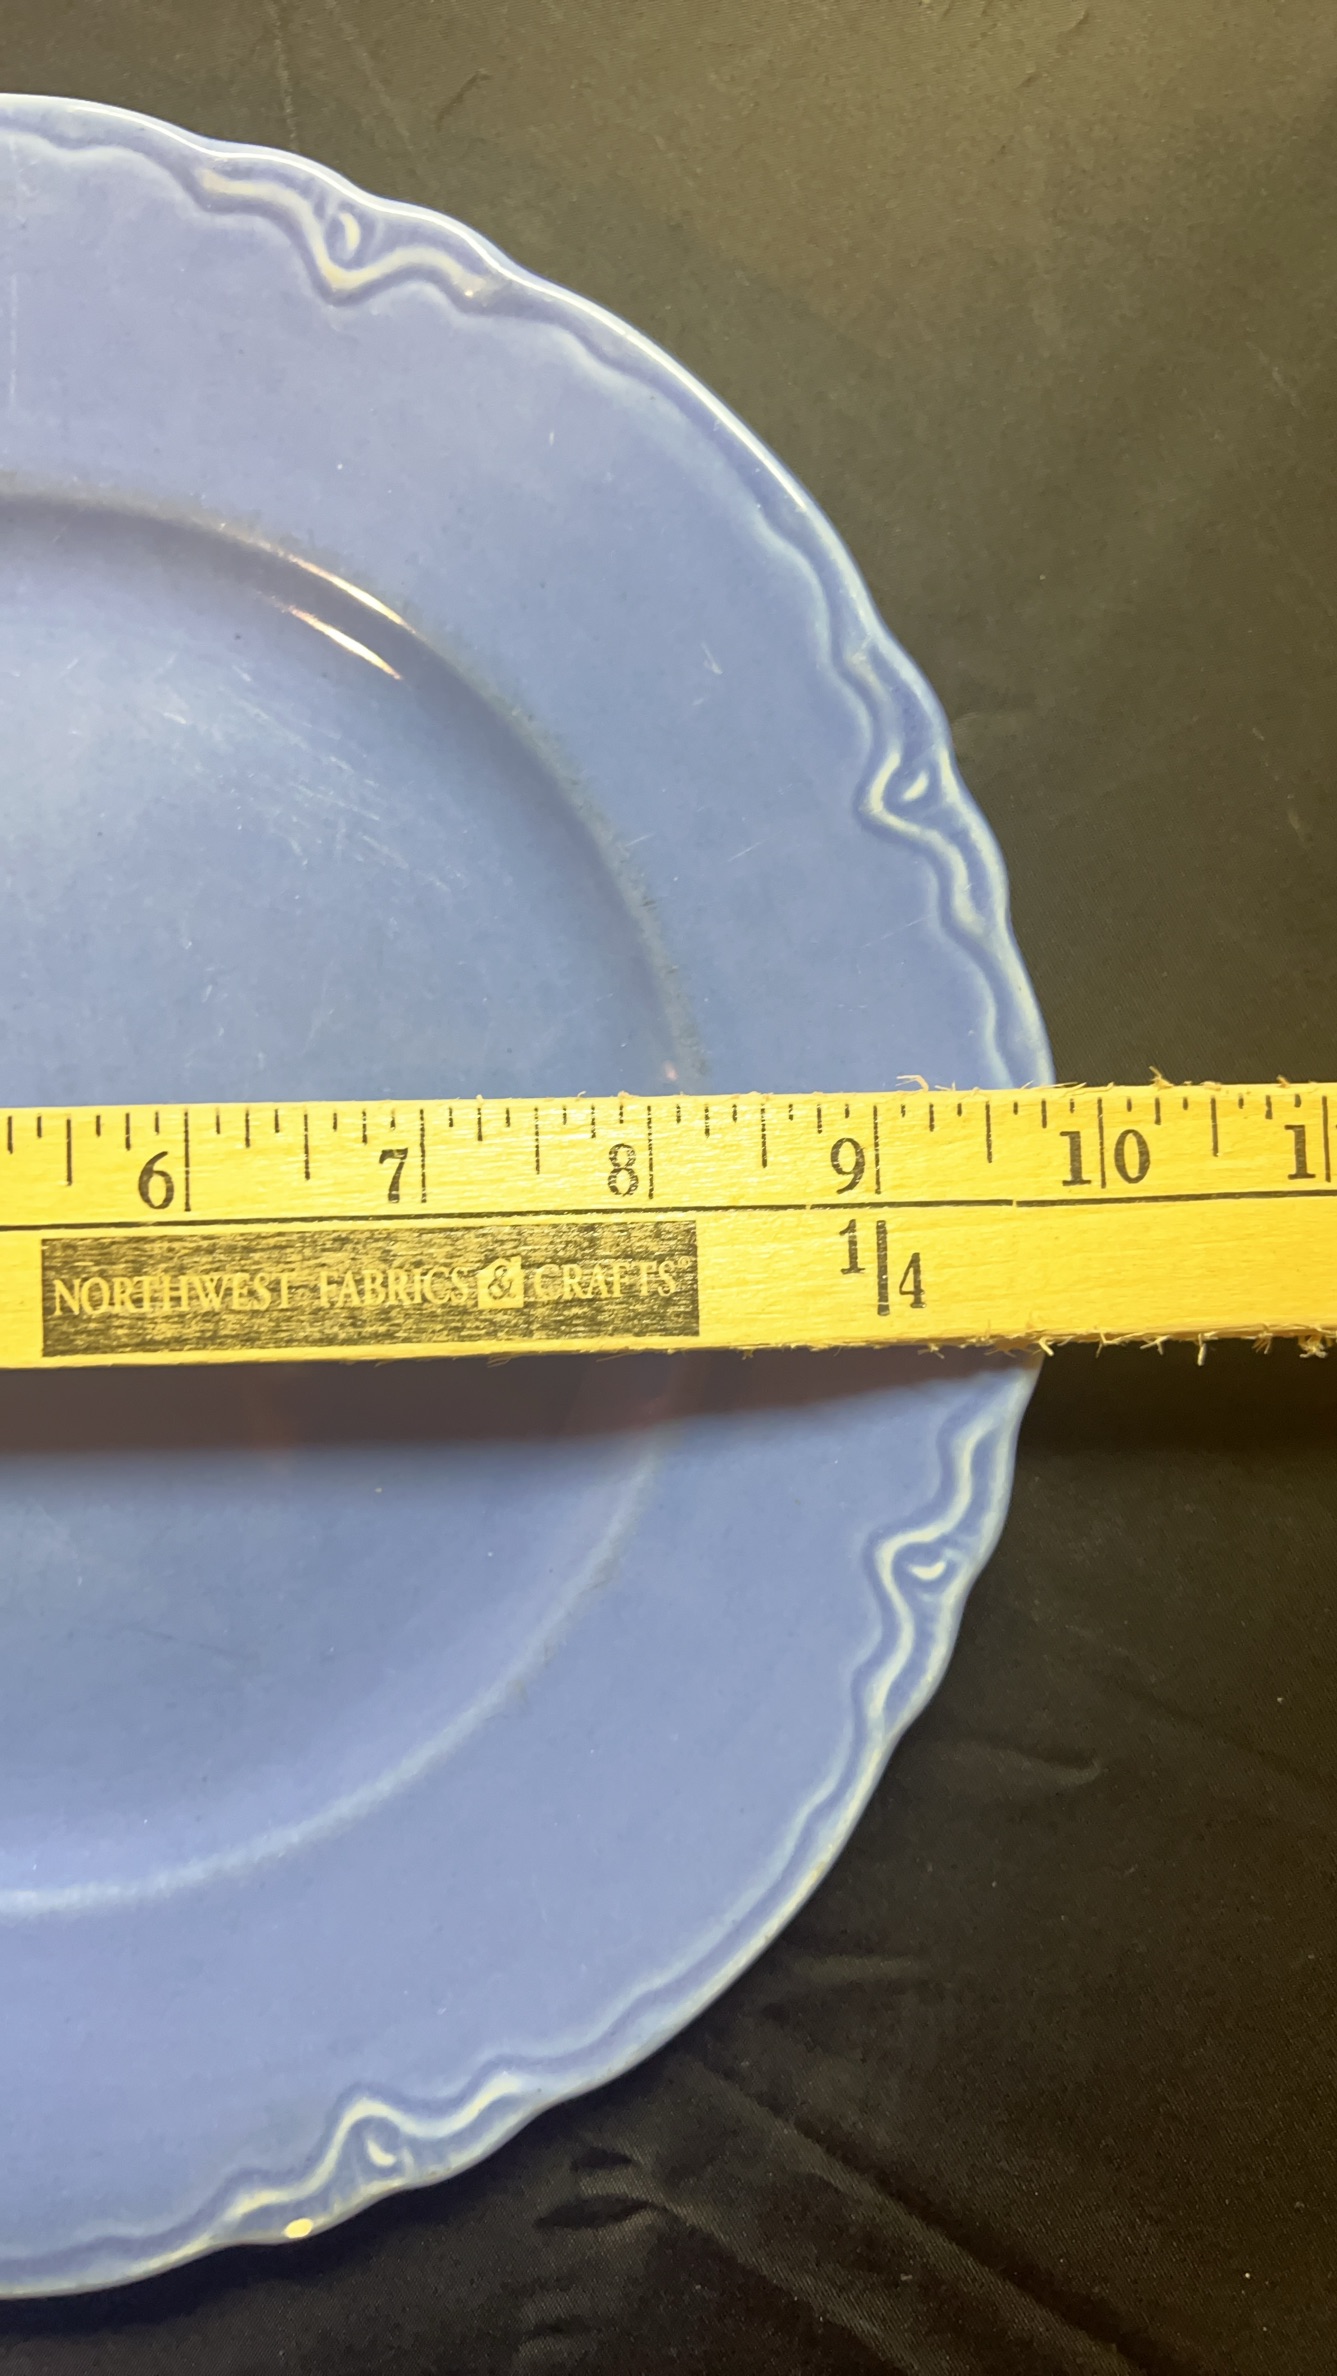 6 7 8 9 10 1
NORTHWEST FABRICS & CRAFTS®
1/4